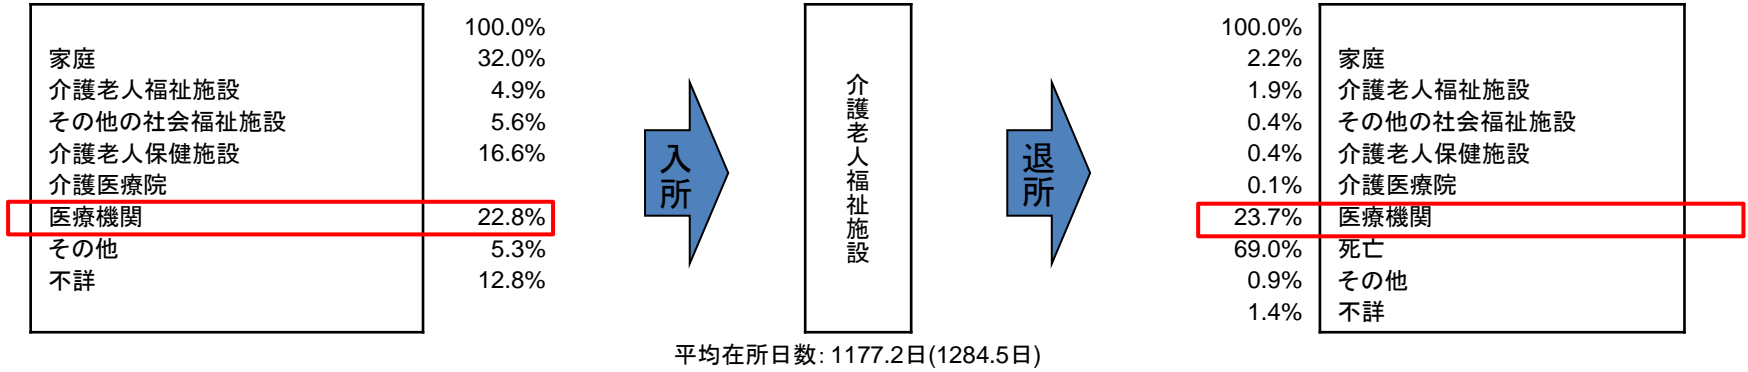 100.0%
家庭 32.0%
介護老人福祉施設 4.9%
その他の社会福祉施設 5.6%
介護老人保健施設 16.6%
介護医療院
医療機関 22.8%
その他 5.3%
不詳 12.8%
入所
介護老人福祉施設
退所
100.0%
2.2% 家庭
1.9% 介護老人福祉施設
0.4% その他の社会福祉施設
0.4% 介護老人保健施設
0.1% 介護医療院
23.7% 医療機関
69.0% 死亡
0.9% その他
1.4% 不詳
平均在所日数: 1177.2日(1284.5日)